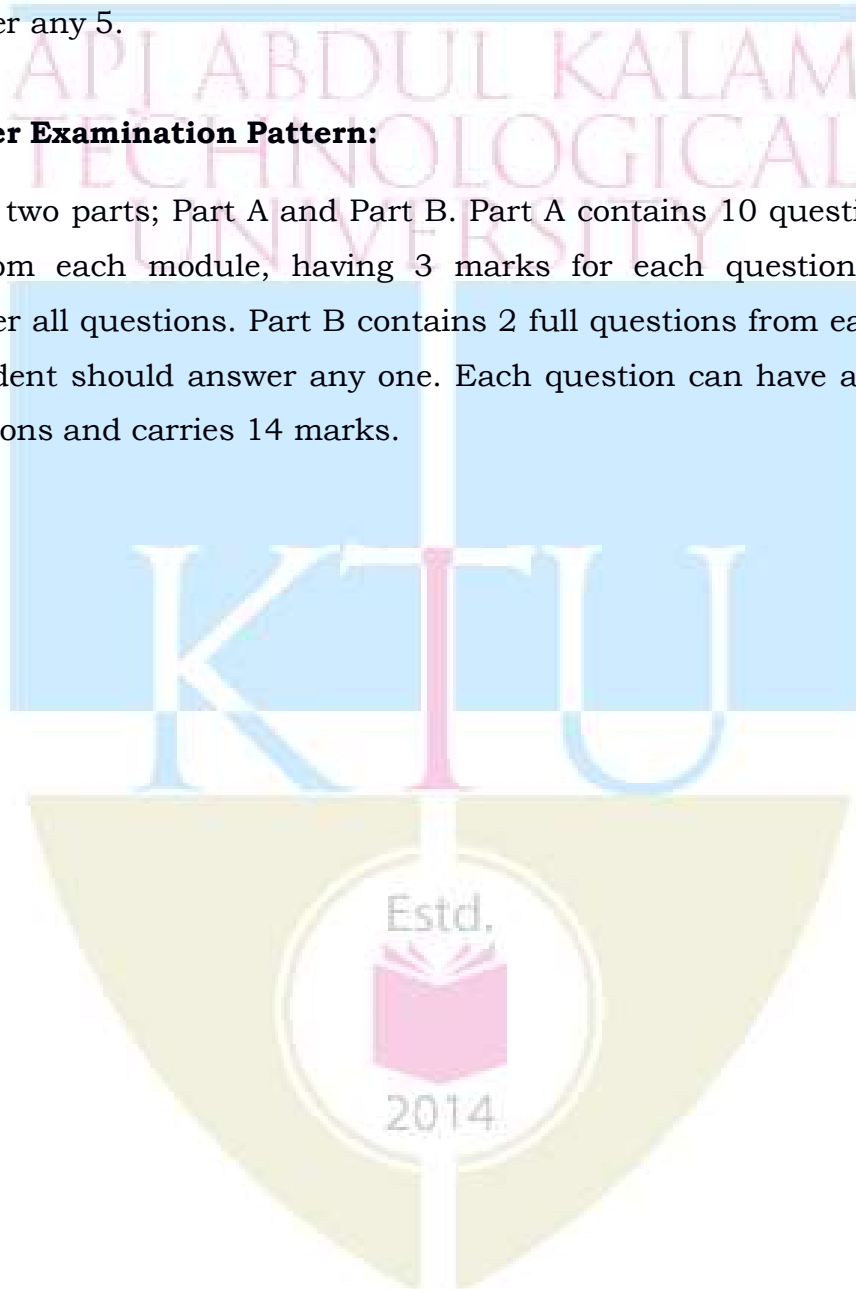 er any 5.
APJ ABDUL KALAM
er Examination Pattern:
TECHNOLOGICAL
two parts; Part A and Part B. Part A contains 10 questi
UNIVERSITY
om each module, having 3 marks for each question
er all questions. Part B contains 2 full questions from ea
dent should answer any one. Each question can have a
ons and carries 14 marks.
KTU
Estd.
2014